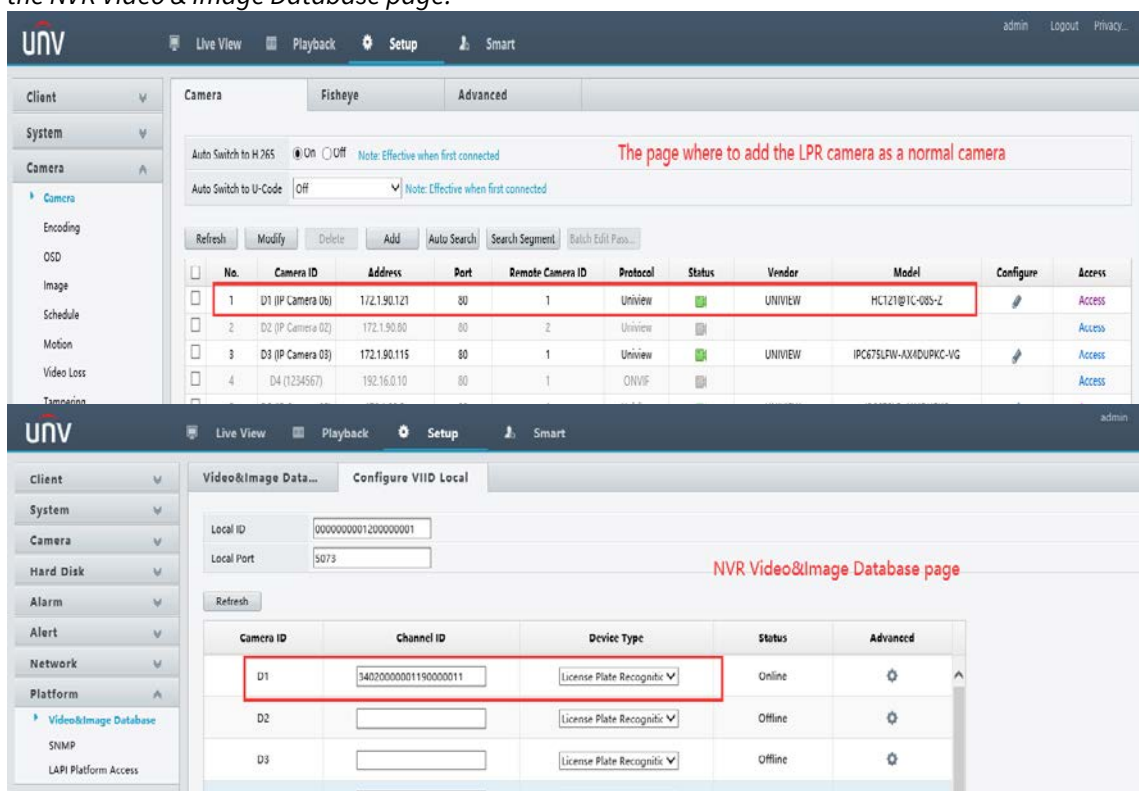 the NVR Video & Image Database page.
unv Live View Playback Setup Smart admin Logout Privacy...
Client
System
Camera
Camera
Encoding
OSD
Image
Schedule
Motion
Video Loss
Tampering
Camera Fisheye Advanced
Auto Switch to H.265 On Off Note: Effective when first connected
The page where to add the LPR camera as a normal camera
Auto Switch to U-Code Off Note: Effective when first connected
Refresh Modify Delete Add Auto Search Search Segment Batch Edit Pass...
No. Camera ID Address Port Remote Camera ID Protocol Status Vendor Model Configure Access
1 D1 (IP Camera 06) 172.1.90.121 80 1 Uniview UNIVIEW HC121@TC-08S-Z Access
2 D2 (IP Camera 02) 172.1.90.80 80 2 Uniview Access
3 D3 (IP Camera 03) 172.1.90.115 80 1 Uniview UNIVIEW IPC675LFW-AX4DUPKC-VG Access
4 D4 (1234567) 192.16.0.10 80 1 ONVIF Access
unv Live View Playback Setup Smart admin
Client
System
Camera
Hard Disk
Alarm
Alert
Network
Platform
Video&Image Database
SNMP
LAPI Platform Access
Video&Image Data... Configure VIID Local
Local ID 0000000001200000001
Local Port 5073
NVR Video&Image Database page
Refresh
Camera ID Channel ID Device Type Status Advanced
D1 34020000001190000011 License Plate Recognitic Online
D2 License Plate Recognitic Offline
D3 License Plate Recognitic Offline